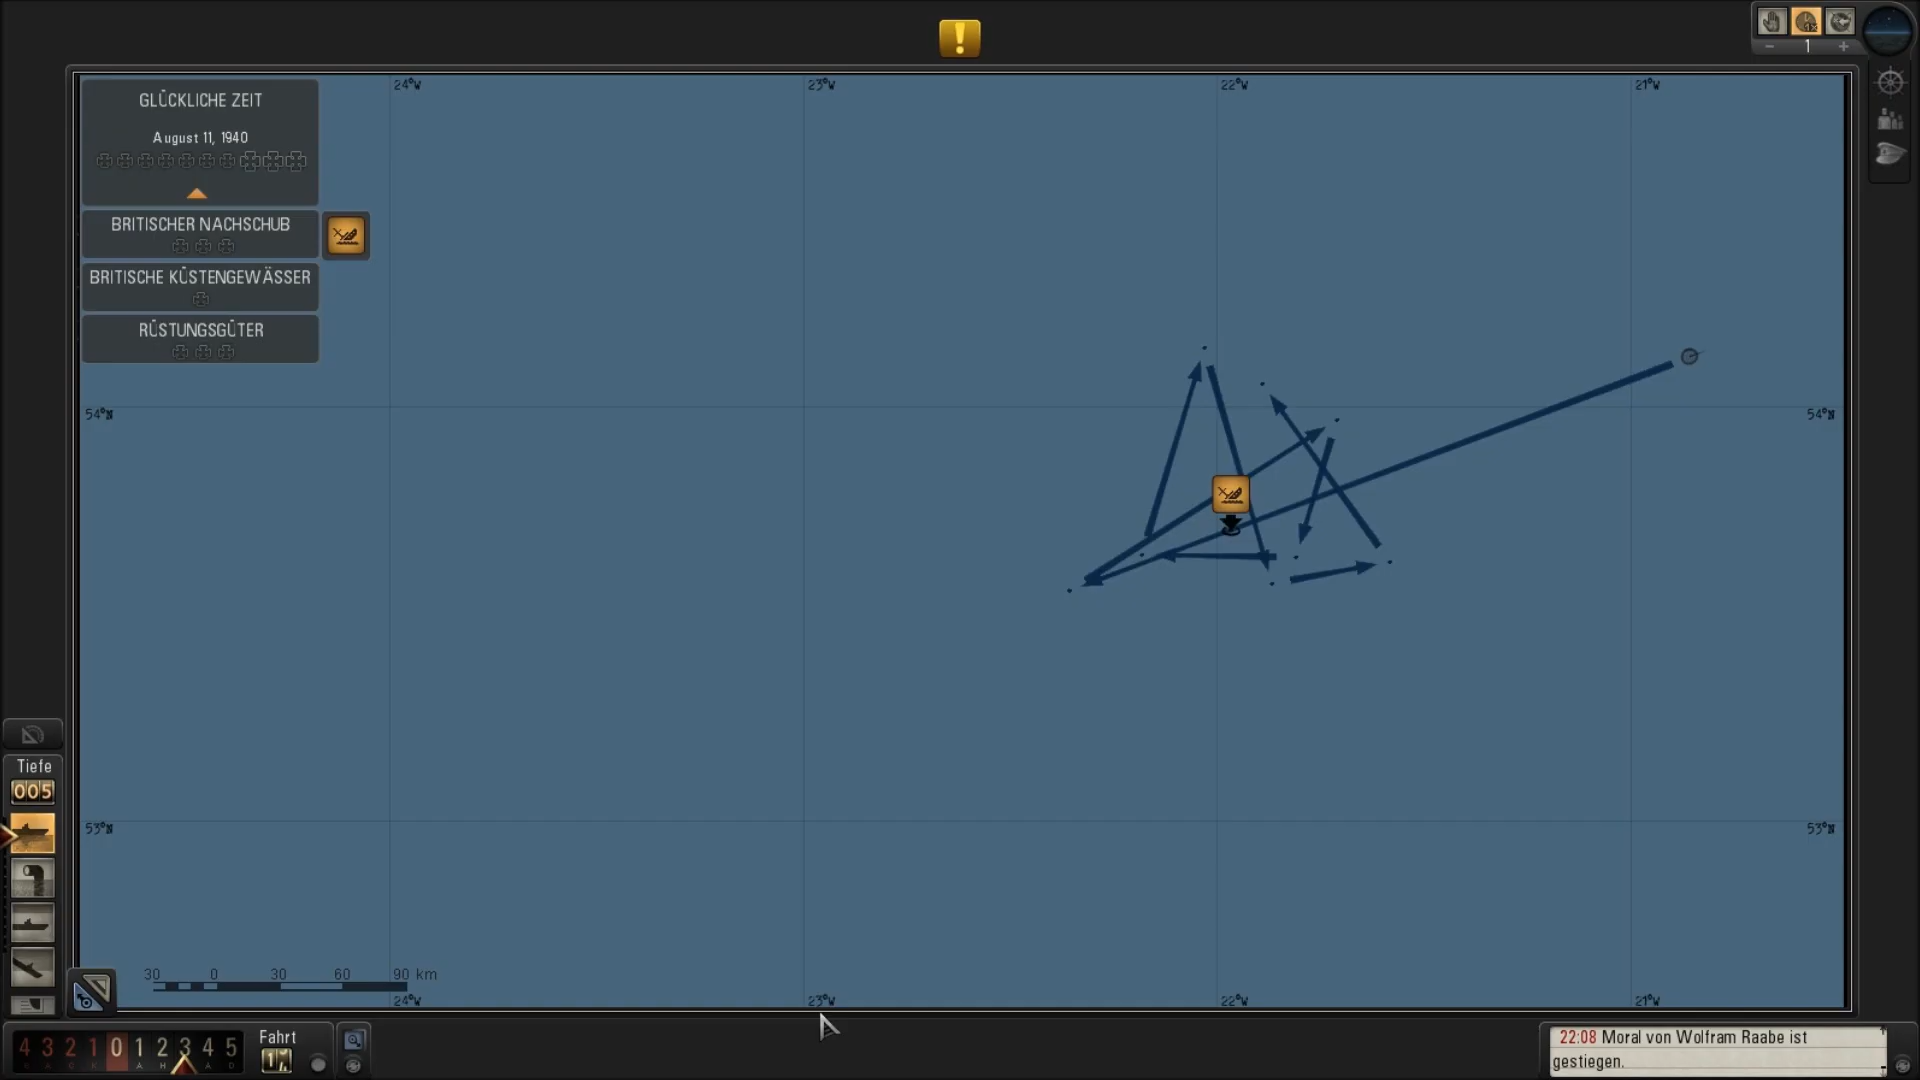 1
24°W
23°W
22°W
21°W
GLÜCKLICHE ZEIT
August 11, 1940
BRITISCHER NACHSCHUB
BRITISCHE KÜSTENGEWÄSSER
RÜSTUNGSGÜTER
54°N
54°N
Tiefe
005
53°N
53°N
30 0 30 60 90 km
24°W
23°W
22°W
21°W
4 3 2 1 0 1 2 3 4 5
Fahrt
22:08 Moral von Wolfram Raabe ist
gestiegen.